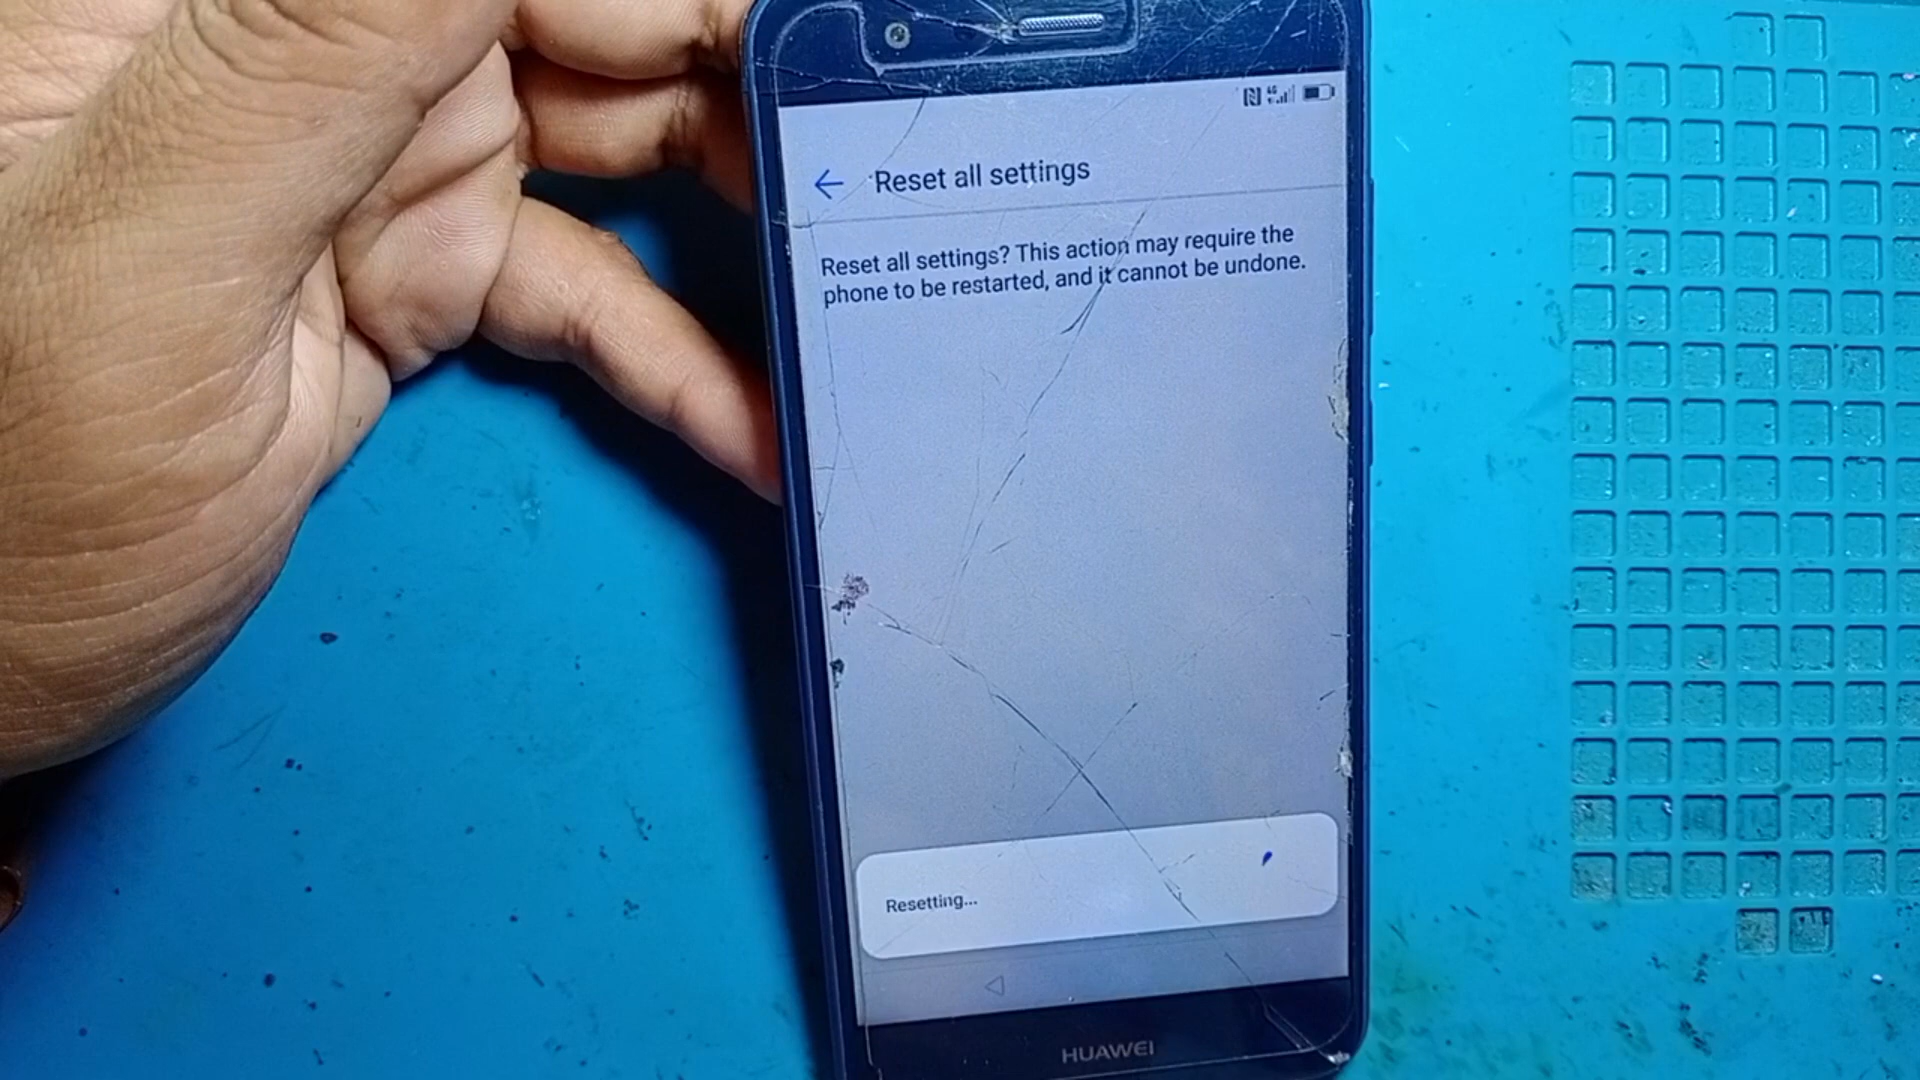 4G
Reset all settings
Reset all settings? This action may require the
phone to be restarted, and it cannot be undone.
Resetting...
HUAWEI